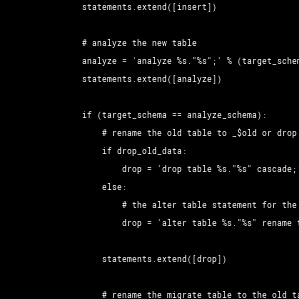 statements.extend([insert])
# analyze the new table
analyze = 'analyze %s."%s";' % (target_schem
statements.extend([analyze])
if (target_schema == analyze_schema):
# rename the old table to _$old or drop
if drop_old_data:
drop = 'drop table %s."%s" cascade;
else:
# the alter table statement for the
drop = 'alter table %s."%s" rename t
statements.extend([drop])
# rename the migrate table to the old ta